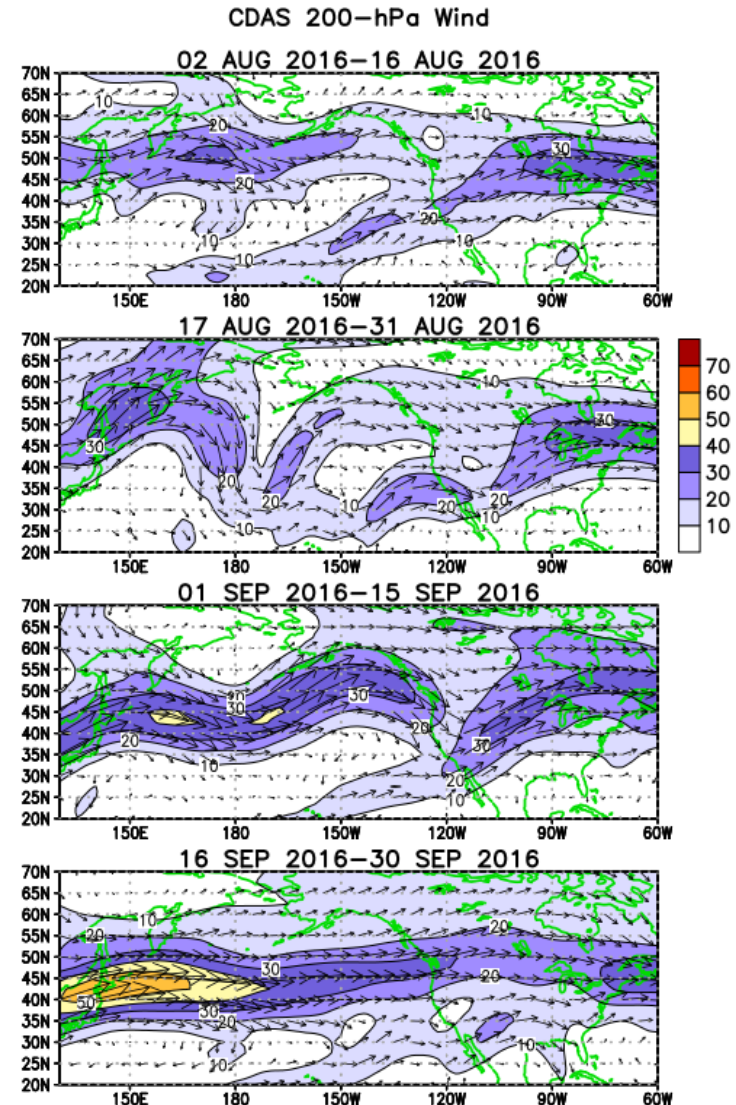 CDAS 200-hPa Wind
02 AUG 2016-16 AUG 2016
70N
65N
60N
55N
50N
45N
40N
35N
30N
25N
20N
10
20
10
30
20
20
10
10
10
150E 180 150W 120W 90W 60W
17 AUG 2016-31 AUG 2016
70N
65N
60N
55N
50N
45N
40N
35N
30N
25N
20N
10
30
30
20
20
10
20
20
10
10
150E 180 150W 120W 90W 60W
70
60
50
40
30
20
10
01 SEP 2016-15 SEP 2016
70N
65N
60N
55N
50N
45N
40N
35N
30N
25N
20N
30
30
20
20
30
10
20
10
150E 180 150W 120W 90W 60W
16 SEP 2016-30 SEP 2016
70N
65N
60N
55N
50N
45N
40N
35N
30N
25N
20N
10
20
20
30
20
50
30
20
10
10
150E 180 150W 120W 90W 60W